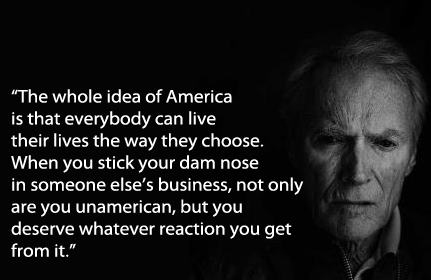 “The whole idea of America
is that everybody can live
their lives the way they choose.
When you stick your dam nose
in someone else’s business, not only
are you unamerican, but you
deserve whatever reaction you get
from it.”